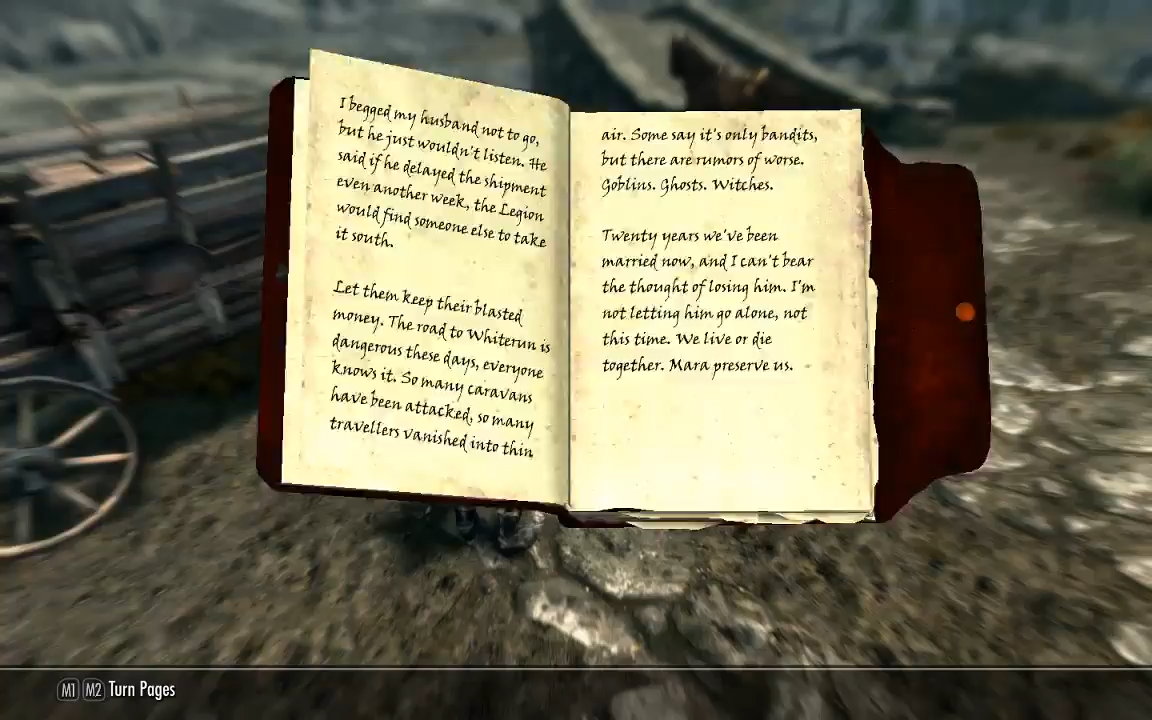 I begged my husband not to go,
but he just wouldn't listen. He
said if he delayed the shipment
even another week, the Legion
would find someone else to take
it south.
Let them keep their blasted
money. The road to Whiterun is
dangerous these days, everyone
knows it. So many caravans
have been attacked, so many
travellers vanished into thin
air. Some say it's only bandits,
but there are rumors of worse.
Goblins. Ghosts. Witches.
Twenty years we've been
married now, and I can't bear
the thought of losing him. I'm
not letting him go alone, not
this time. We live or die
together. Mara preserve us.
M1 M2 Turn Pages